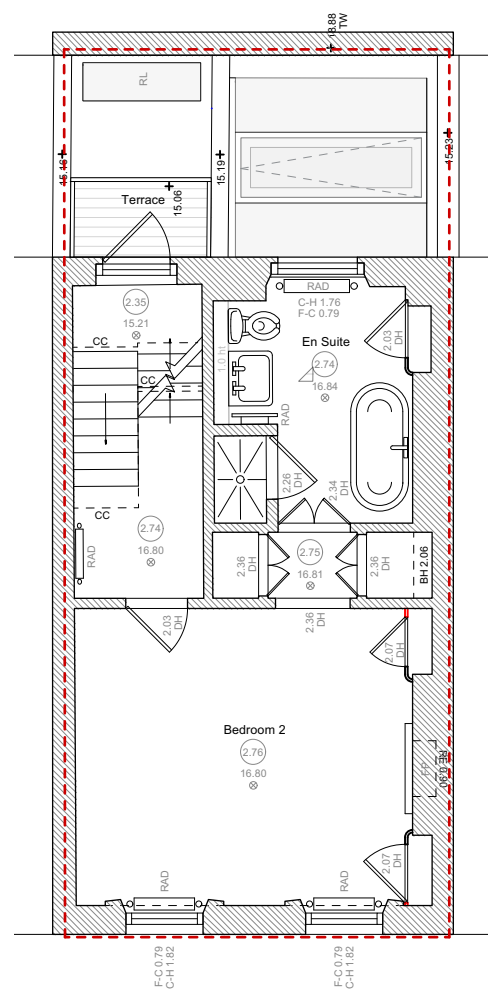 18.88
TW
RL
15.16
15.19
15.23
Terrace
15.06
2.35
15.21
CC
CC
CC
RAD
C-H 1.76
F-C 0.79
En Suite
2.03
DH
1.0 ht
2.74
16.84
RAD
2.26
DH
2.34
DH
2.74
16.80
RAD
2.36
DH
2.75
16.81
2.36
DH
BH 2.06
2.03
DH
2.36
DH
2.07
DH
Bedroom 2
2.76
16.80
FP
RE 0.90
2.07
DH
RAD
RAD
F-C 0.79
C-H 1.82
F-C 0.79
C-H 1.82